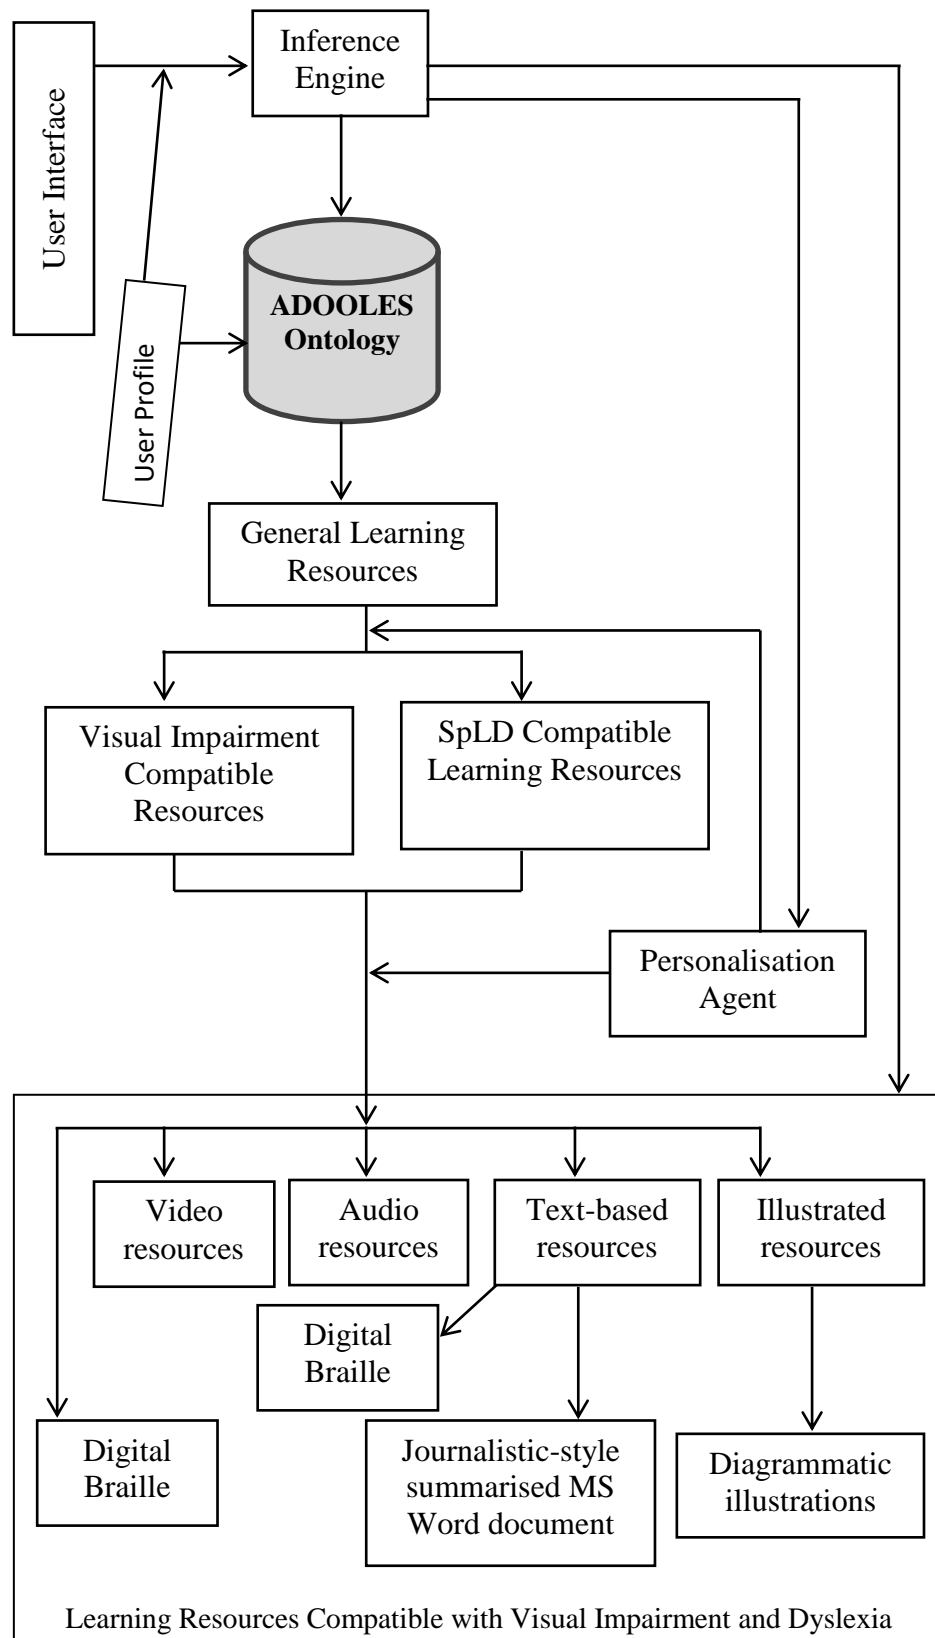 Inference
Engine
User Interface
ADOOLES
Ontology
User Profile
General Learning
Resources
Visual Impairment
Compatible
Resources
SpLD Compatible
Learning Resources
Personalisation
Agent
Video
resources
Audio
resources
Text-based
resources
Illustrated
resources
Digital
Braille
Digital
Braille
Journalistic-style
summarised MS
Word document
Diagrammatic
illustrations
Learning Resources Compatible with Visual Impairment and Dyslexia